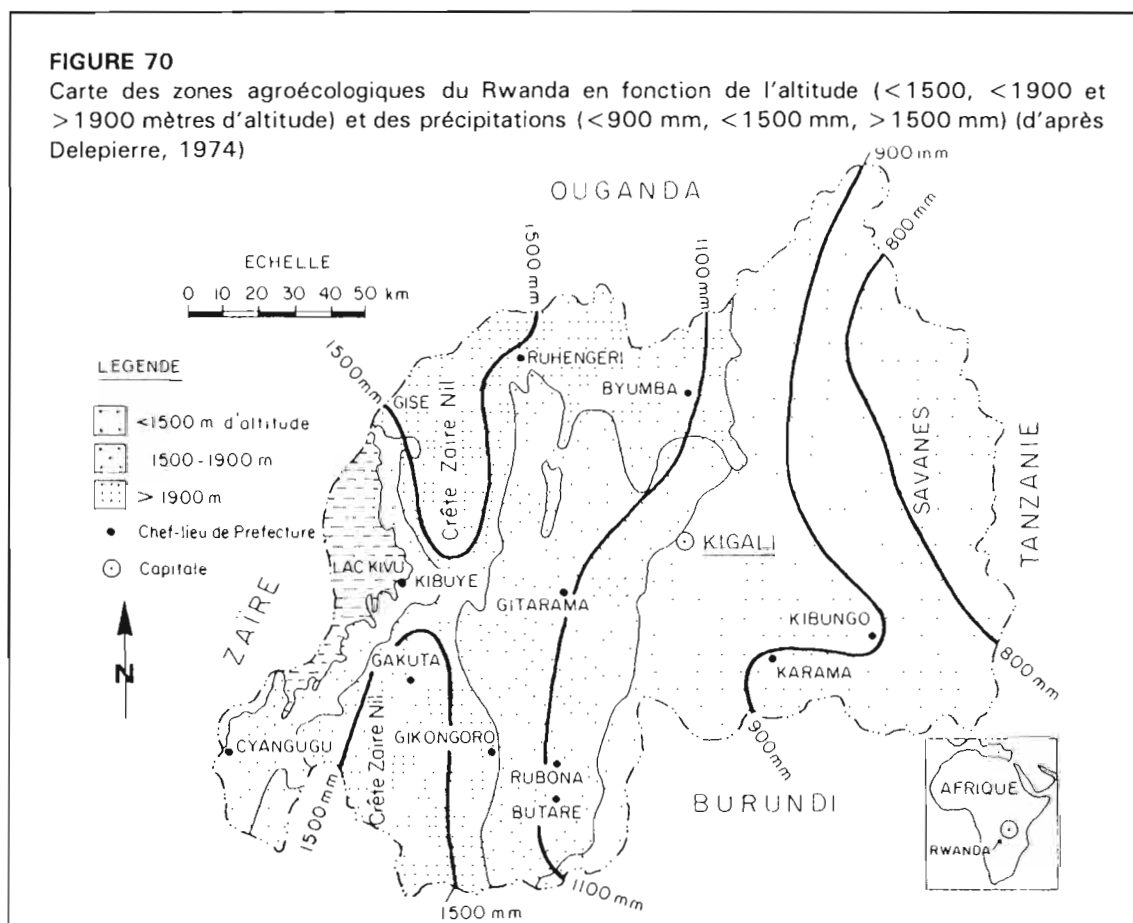 FIGURE 70
Carte des zones agroécologiques du Rwanda en fonction de l'altitude (<1500, <1900 et
>1900 mètres d'altitude) et des précipitations (<900 mm, <1500 mm, >1500 mm) (d'après
Delepierre, 1974)
900 mm
OUGANDA
800 mm
1500 mm
1100 mm
ECHELLE
0 10 20 30 40 50 km
1500 mm
RUHENGERI
LEGENDE
BYUMBA
GISE
Crête Zaire Nil
<1500 m d'altitude
1500-1900 m
> 1900 m
SAVANES
TANZANIE
Chef-lieu de Prefecture
KIGALI
Capitale
LAC KIVU
KIBUYE
GITARAMA
ZAÏRE
KIBUNGO
N
GAKUTA
KARAMA
800 mm
Crête Zaire Nil
GIKONGORO
CYANGUGU
900 mm
RUBONA
AFRIQUE
BUTARE
BURUNDI
1500 mm
RWANDA
1100 mm
1500 mm